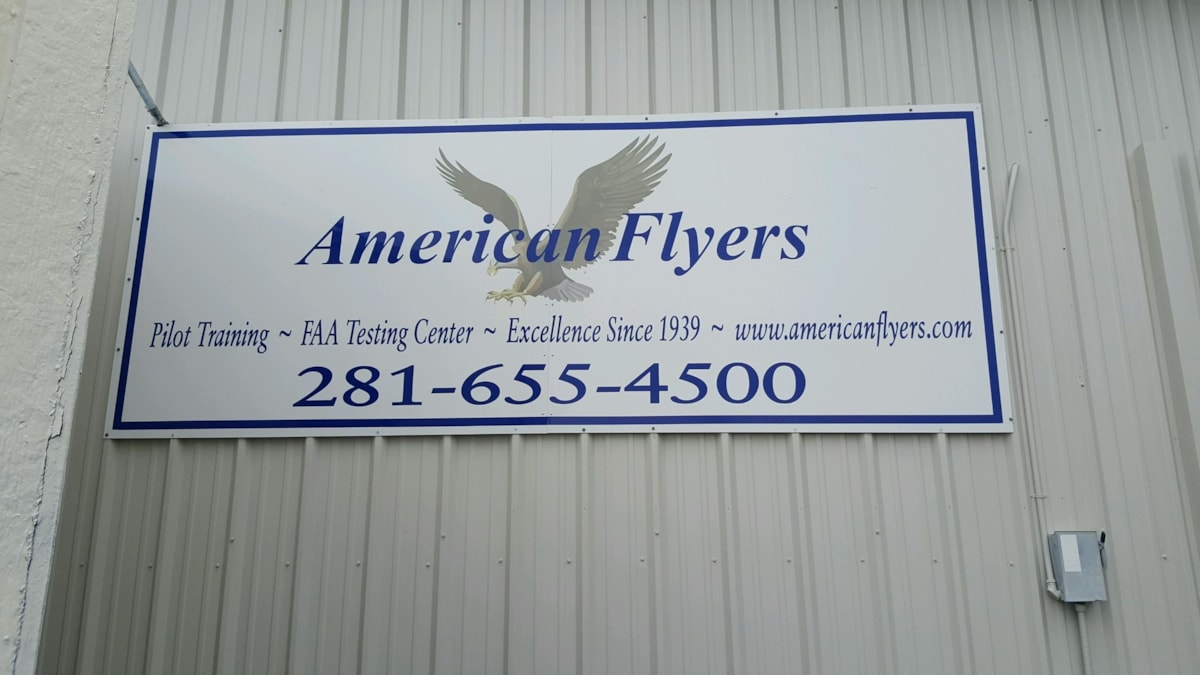 American Flyers
Pilot Training ~ FAA Testing Center ~ Excellence Since 1939 ~ www.americanflyers.com
281-655-4500